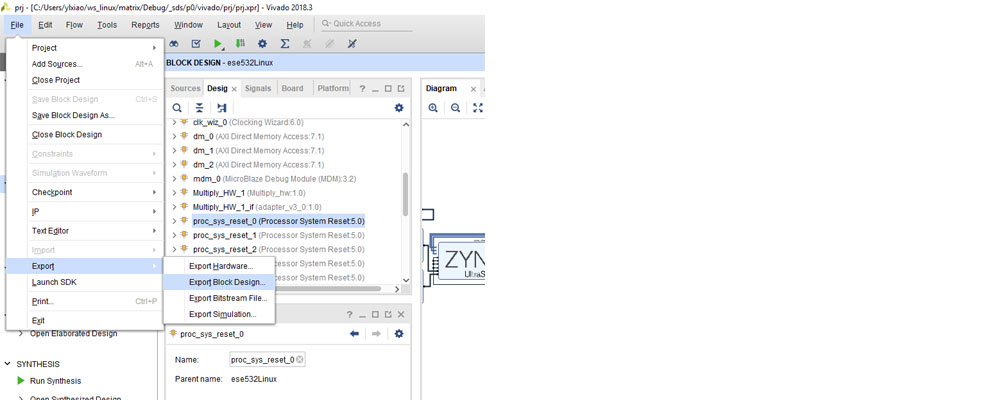 prj - [C:/Users/ylxiao/ws_linux/matrix/Debug/_sds/p0/vivado/prj/prj.xpr] - Vivado 2018.3
File Edit Flow Tools Reports Window Layout View Help Quick Access
BLOCK DESIGN - ese532Linux
Project
Add Sources... Alt+A
Close Project
Save Block Design Ctrl+S
Save Block Design As...
Close Block Design
Constraints
Simulation Waveform
Checkpoint
IP
Text Editor
Import
Export
Launch SDK
Print... Ctrl+P
Exit
Export Hardware...
Export Block Design...
Export Bitstream File...
Export Simulation...
Open Elaborated Design
SYNTHESIS
Run Synthesis
Open Synthesized Design
Sources Desig Signals Board Platform
clk_wiz_0 (Clocking Wizard:6.0)
dm_0 (AXI Direct Memory Access:7.1)
dm_1 (AXI Direct Memory Access:7.1)
dm_2 (AXI Direct Memory Access:7.1)
mdm_0 (MicroBlaze Debug Module (MDM):3.2)
Multiply_HW_1 (Multiply_hw:1.0)
Multiply_HW_1_if (adapter_v3_0:1.0)
proc_sys_reset_0 (Processor System Reset:5.0)
proc_sys_reset_1 (Processor System Reset:5.0)
proc_sys_reset_2 (Processor System Reset:5.0)
cessor System Reset:5.0)
cessor System Reset:5.0)
proc_sys_reset_0
Name: proc_sys_reset_0
Parent name: ese532Linux
Diagram
ZYN
UltraS